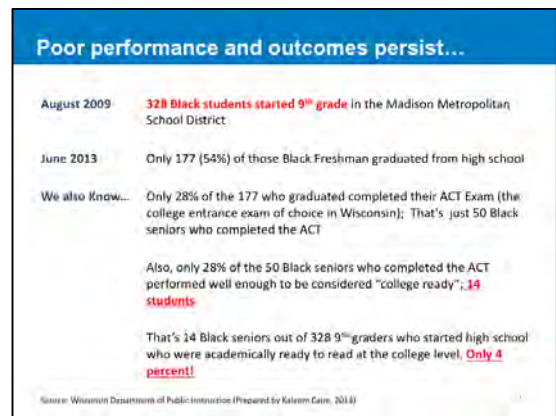 Poor performance and outcomes persist...
August 2009 328 Black students started 9th grade in the Madison Metropolitan
School District
June 2013 Only 177 (54%) of those Black Freshman graduated from high school
We also Know... Only 28% of the 177 who graduated completed their ACT Exam (the
college entrance exam of choice in Wisconsin); That's just 50 Black
seniors who completed the ACT
Also, only 28% of the 50 Black seniors who completed the ACT
performed well enough to be considered "college ready"; 14
students
That's 14 Black seniors out of 328 9th graders who started high school
who were academically ready to read at the college level. Only 4
percent!
Source: Wisconsin Department of Public Instruction (Prepared by Kaleem Caire,